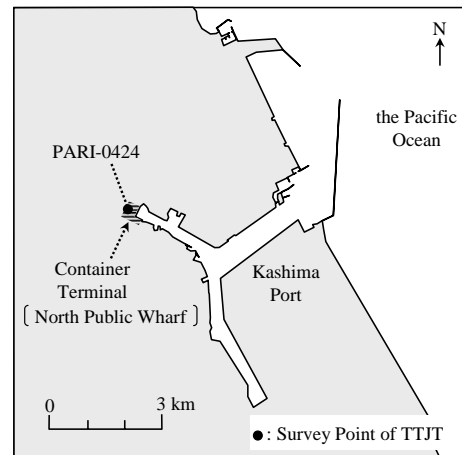 N
the Pacific
Ocean
PARI-0424
Container
Terminal
Kashima
Port
〔 North Public Wharf 〕
0
3 km
● : Survey Point of TTJT